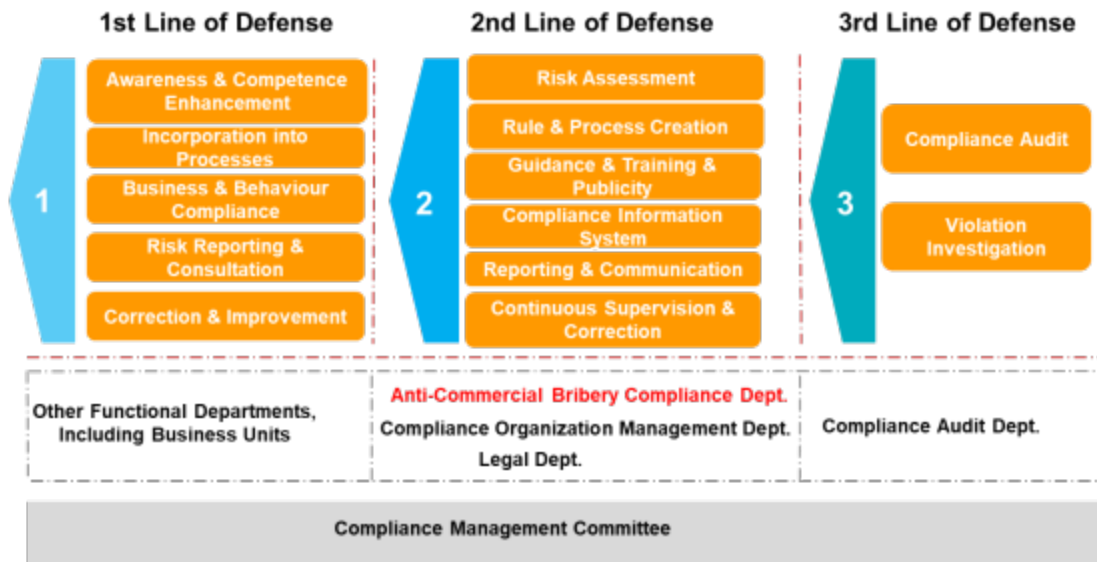 1st Line of Defense
2nd Line of Defense
3rd Line of Defense
1
Awareness & Competence
Enhancement
Incorporation into
Processes
Business & Behaviour
Compliance
Risk Reporting &
Consultation
Correction & Improvement
2
Risk Assessment
Rule & Process Creation
Guidance & Training &
Publicity
Compliance Information
System
Reporting & Communication
Continuous Supervision &
Correction
3
Compliance Audit
Violation
Investigation
Other Functional Departments,
Including Business Units
Anti-Commercial Bribery Compliance Dept.
Compliance Organization Management Dept.
Legal Dept.
Compliance Audit Dept.
Compliance Management Committee